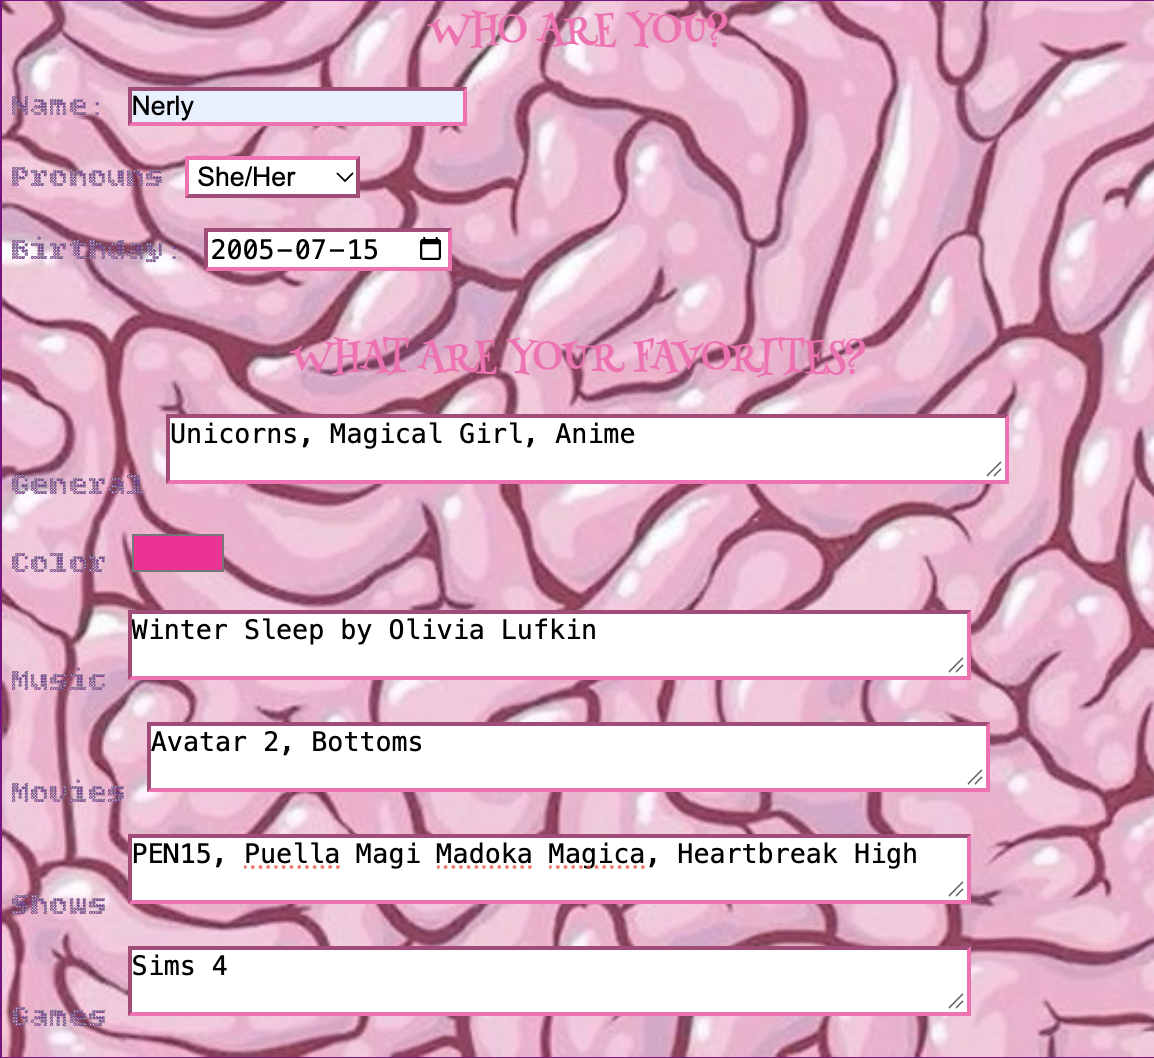 WHO ARE YOU?
Name: Nerly
Pronouns She/Her
Birthday: 2005-07-15
WHAT ARE YOUR FAVORITES?
General Unicorns, Magical Girl, Anime
Color
Music Winter Sleep by Olivia Lufkin
Movies Avatar 2, Bottoms
Shows PEN15, Puella Magi Madoka Magica, Heartbreak High
Games Sims 4